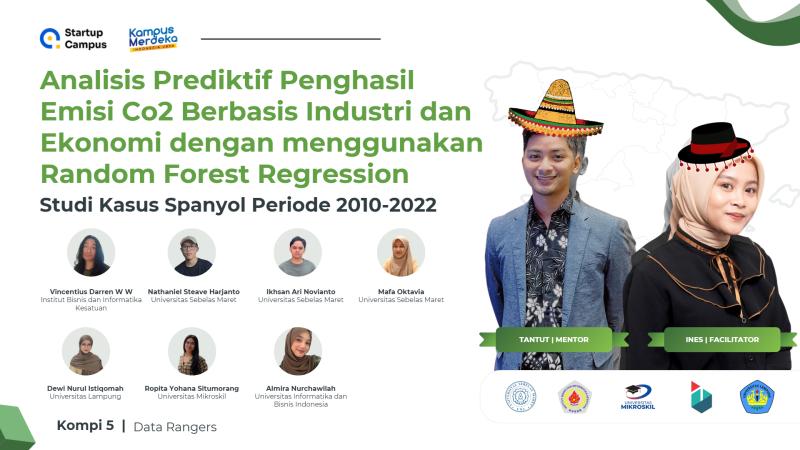 Startup
Campus
Kampus
Merdeka
INDONESIA JAYA
Analisis Prediktif Penghasil
Emisi Co2 Berbasis Industri dan
Ekonomi dengan menggunakan
Random Forest Regression
Studi Kasus Spanyol Periode 2010-2022
Vincentius Darren W W
Institut Bisnis dan Informatika
Kesatuan
Nathaniel Steave Harjanto
Universitas Sebelas Maret
Ikhsan Ari Novianto
Universitas Sebelas Maret
Mafa Oktavia
Universitas Sebelas Maret
Dewi Nurul Istiqomah
Universitas Lampung
Ropita Yohana Situmorang
Universitas Mikroskil
Almira Nurchawilah
Universitas Informatika dan
Bisnis Indonesia
TANTUT | MENTOR
INES | FACILITATOR
UNIVERSITAS
MIKROSKIL
Kompi 5 | Data Rangers